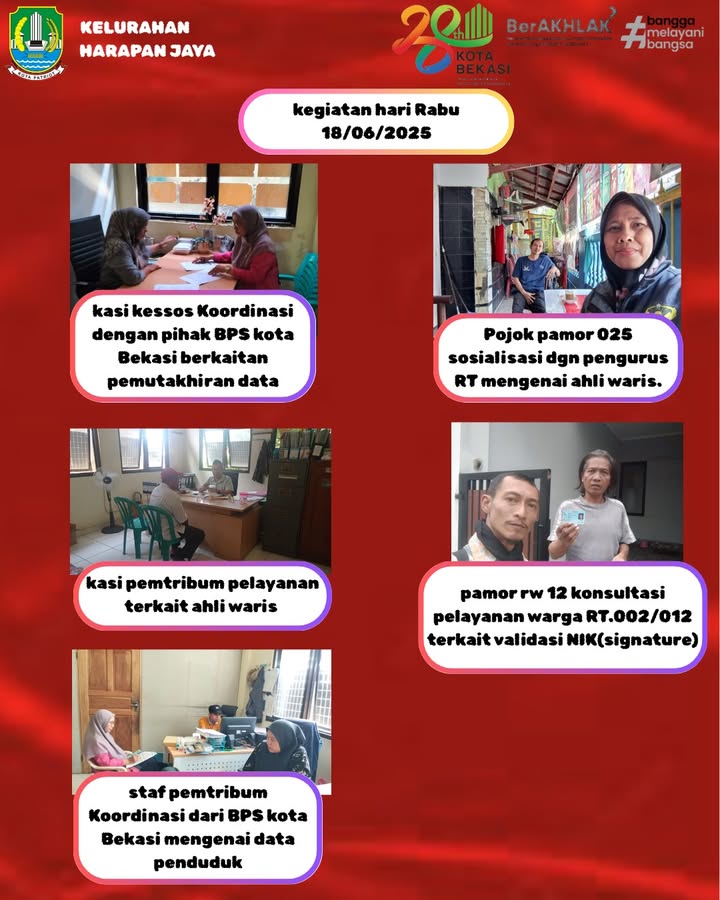 KELURAHAN
HARAPAN JAYA
KOTA PATRIOT
28th
KOTA
BEKASI
BerAKHLAK
#bangga
melayani
bangsa
kegiatan hari Rabu
18/06/2025
kasi kessos Koordinasi
dengan pihak BPS kota
Bekasi berkaitan
pemutakhiran data
Pojok pamor 025
sosialisasi dgn pengurus
RT mengenai ahli waris.
kasi pemtribum pelayanan
terkait ahli waris
pamor rw 12 konsultasi
pelayanan warga RT.002/012
terkait validasi NIK(signature)
staf pemtribum
Koordinasi dari BPS kota
Bekasi mengenai data
penduduk